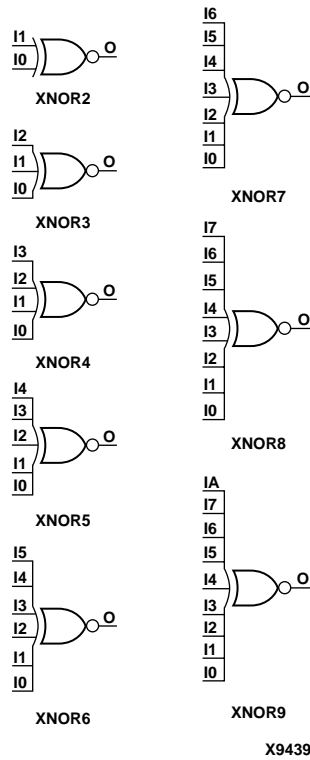 I1
I0
O
XNOR2
I2
I1
I0
O
XNOR3
I3
I2
I1
I0
O
XNOR4
I4
I3
I2
I1
I0
O
XNOR5
I5
I4
I3
I2
I1
I0
O
XNOR6
I6
I5
I4
I3
I2
I1
I0
O
XNOR7
I7
I6
I5
I4
I3
I2
I1
I0
O
XNOR8
IA
I7
I6
I5
I4
I3
I2
I1
I0
O
XNOR9
X9439